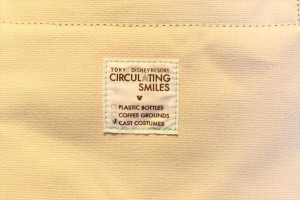 TOKYO DISNEY RESORT
CIRCULATING
SMILES
PLASTIC BOTTLES
COFFEE GROUNDS
CAST COSTUMES